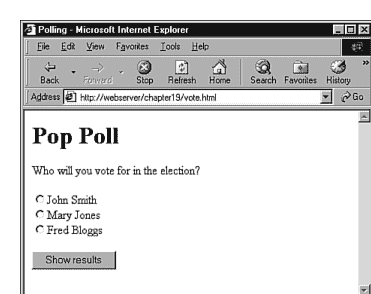 Polling - Microsoft Internet Explorer
File Edit View Favorites Tools Help
Back Forward Stop Refresh Home Search Favorites History »
Address http://webserver/chapter19/vote.html Go
Pop Poll
Who will you vote for in the election?
John Smith
Mary Jones
Fred Bloggs
Show results